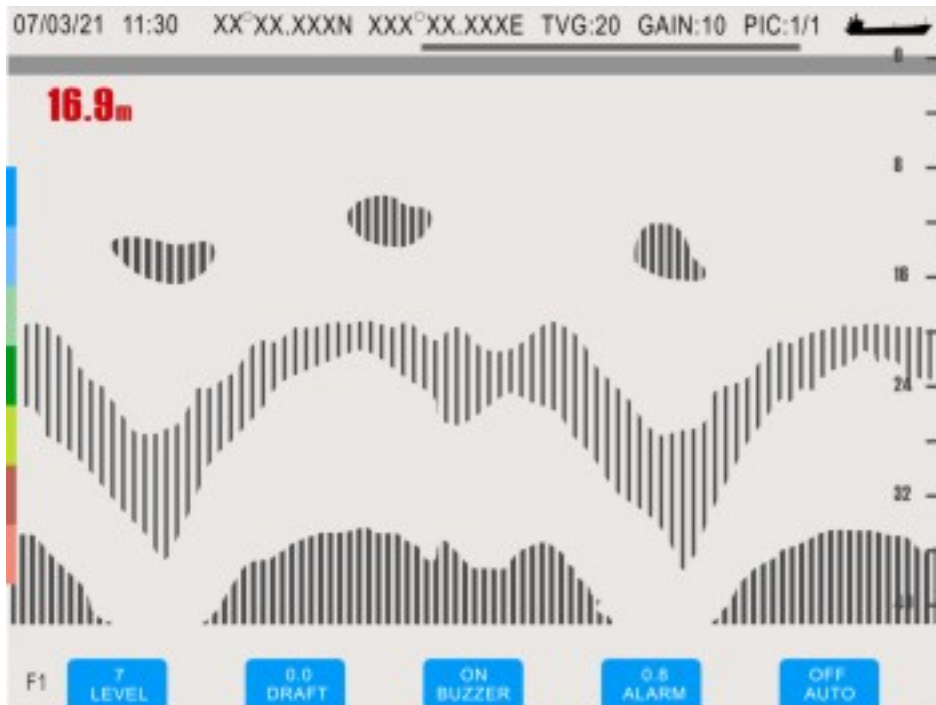 07/03/21 11:30 XX°XX.XXXN XXX°XX.XXXE TVG:20 GAIN:10 PIC:1/1
0
16.9m
8
16
24
32
40
F1
7
LEVEL
0.0
DRAFT
ON
BUZZER
0.8
ALARM
OFF
AUTO